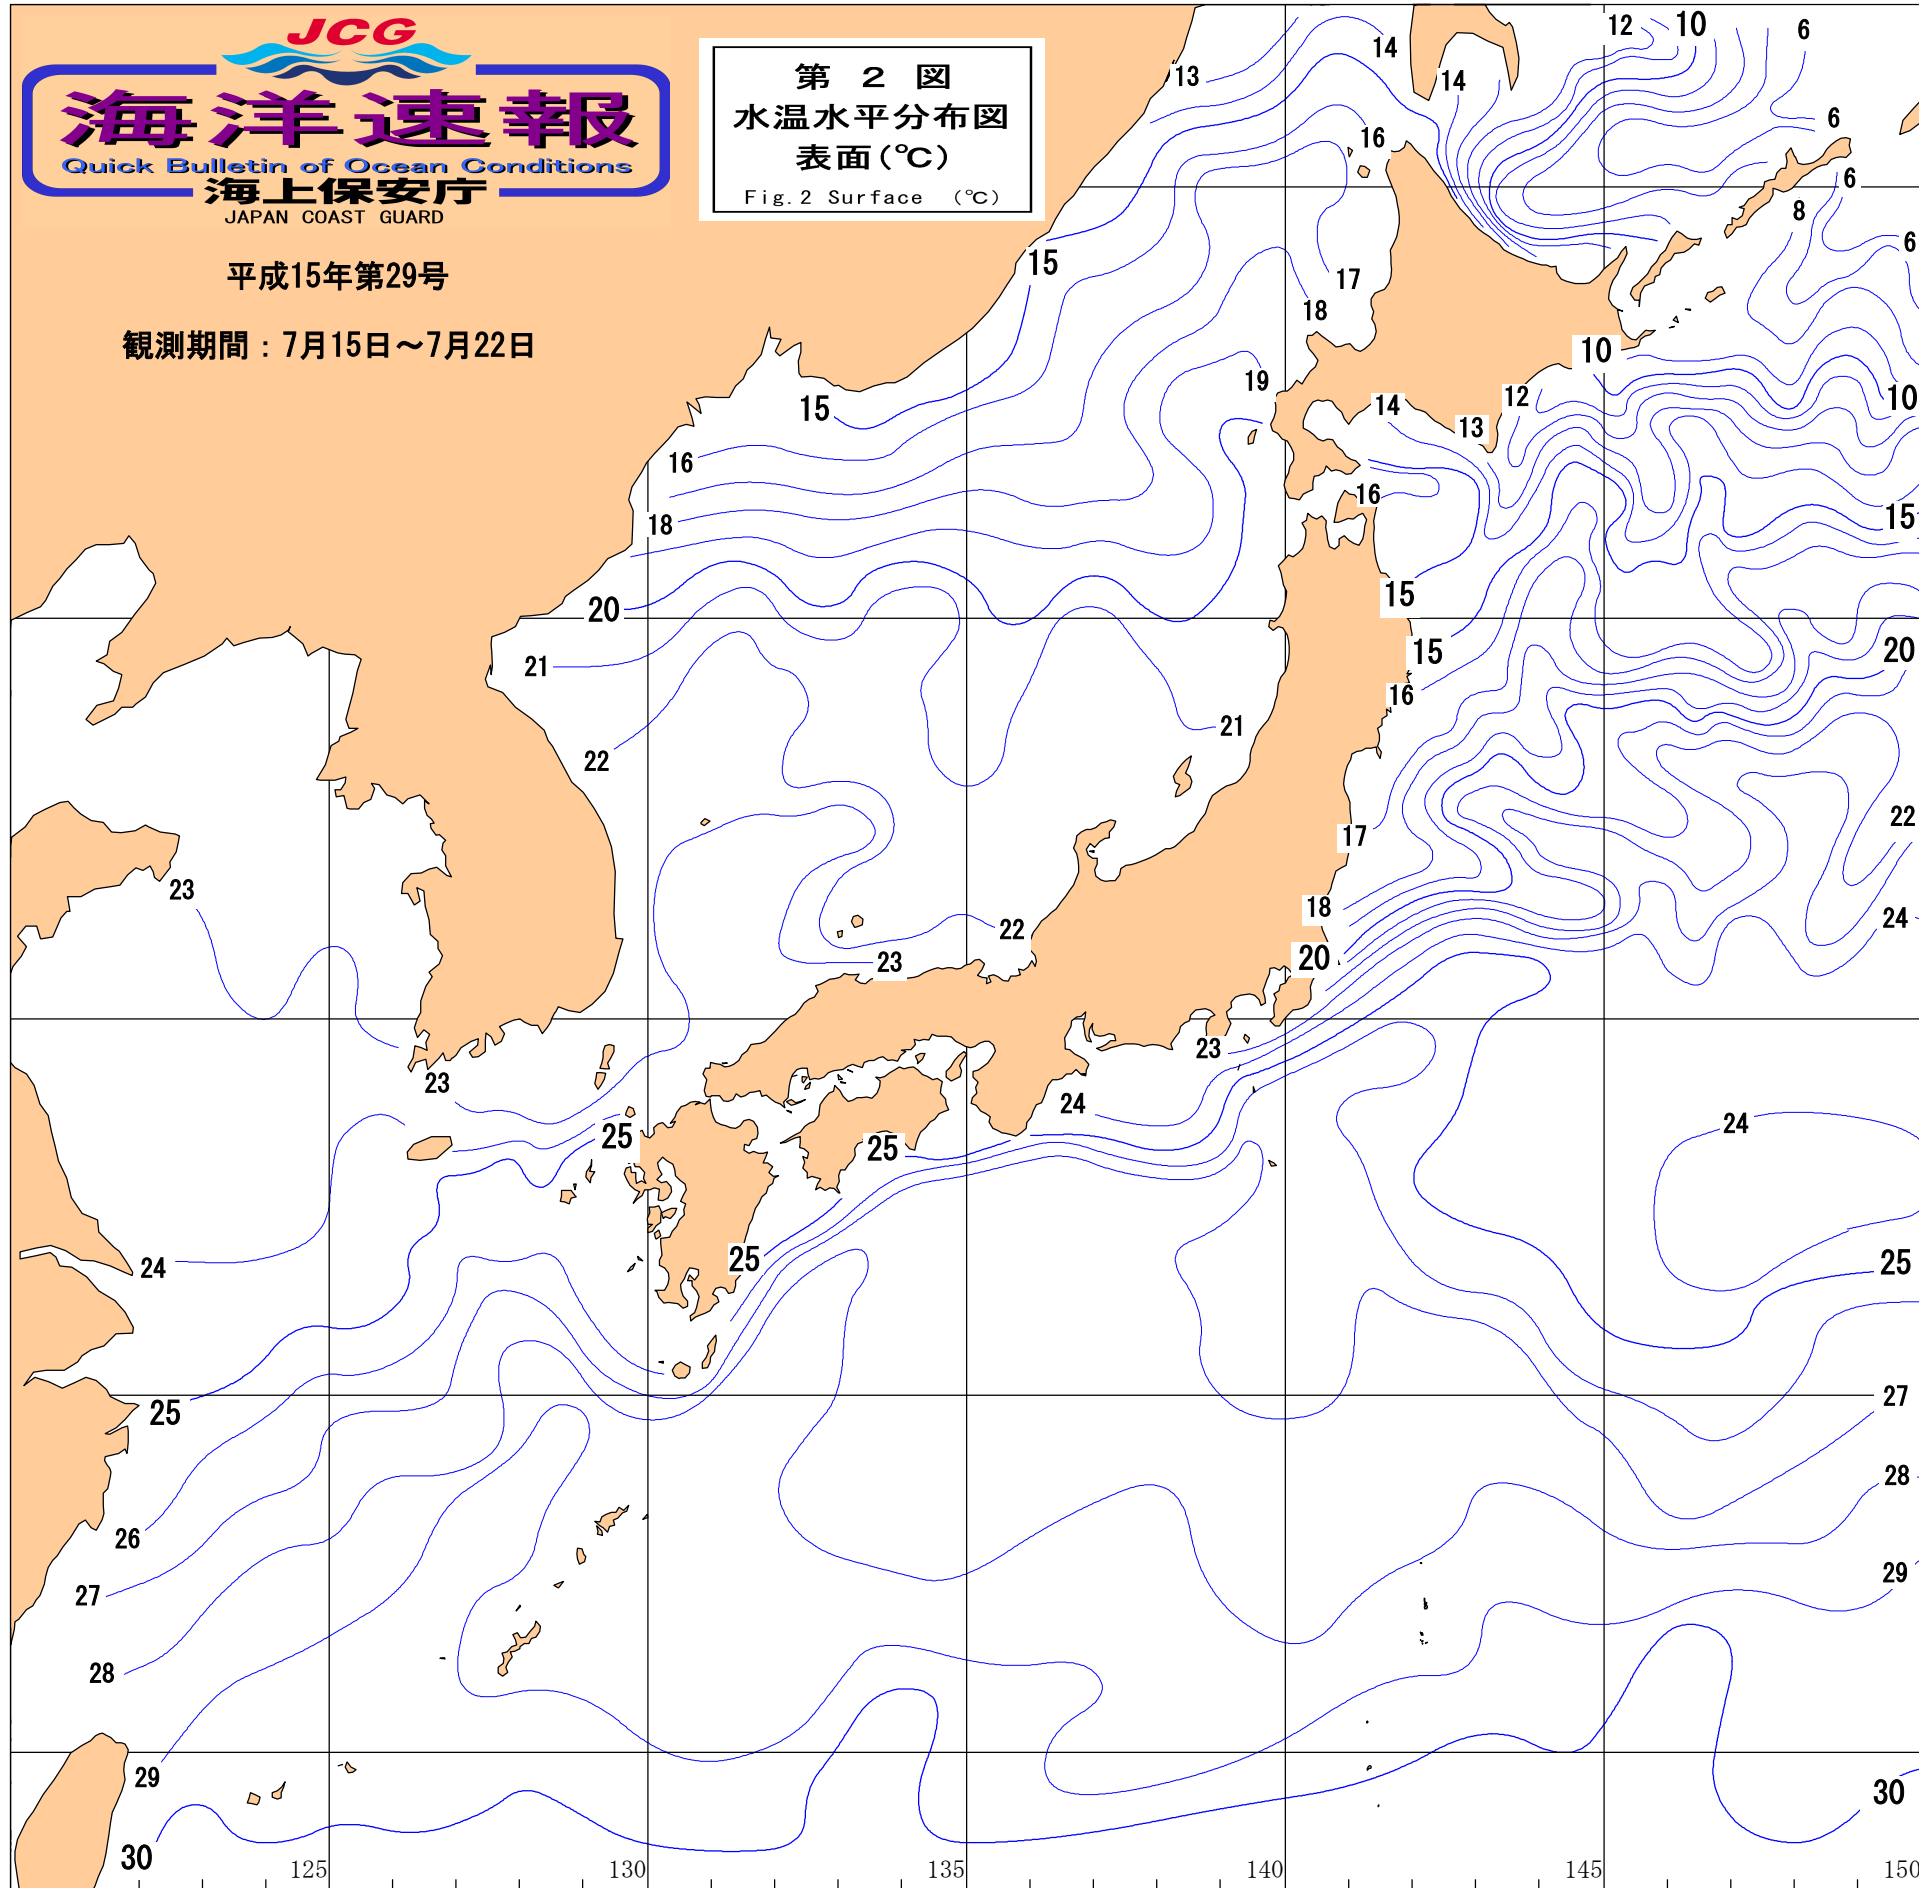 JCG
海洋速報
Quick Bulletin of Ocean Conditions
海上保安庁
JAPAN COAST GUARD
平成15年第29号
観測期間：7月15日～7月22日
第 2 図
水温水平分布図
表面(℃)
Fig.2 Surface (℃)
12 10 6
14
13 14
6
16
6
8
6
15
17
18
10
19
15 14 12 10
13
16
16
18 15
20 15
21 15 20
16
21
22
22
17
23
18 24
22
20
23
23
23
24
24
25 25
25 25
24
27
25
28
26
29
27
28
29
30
30
125 130 135 140 145 150